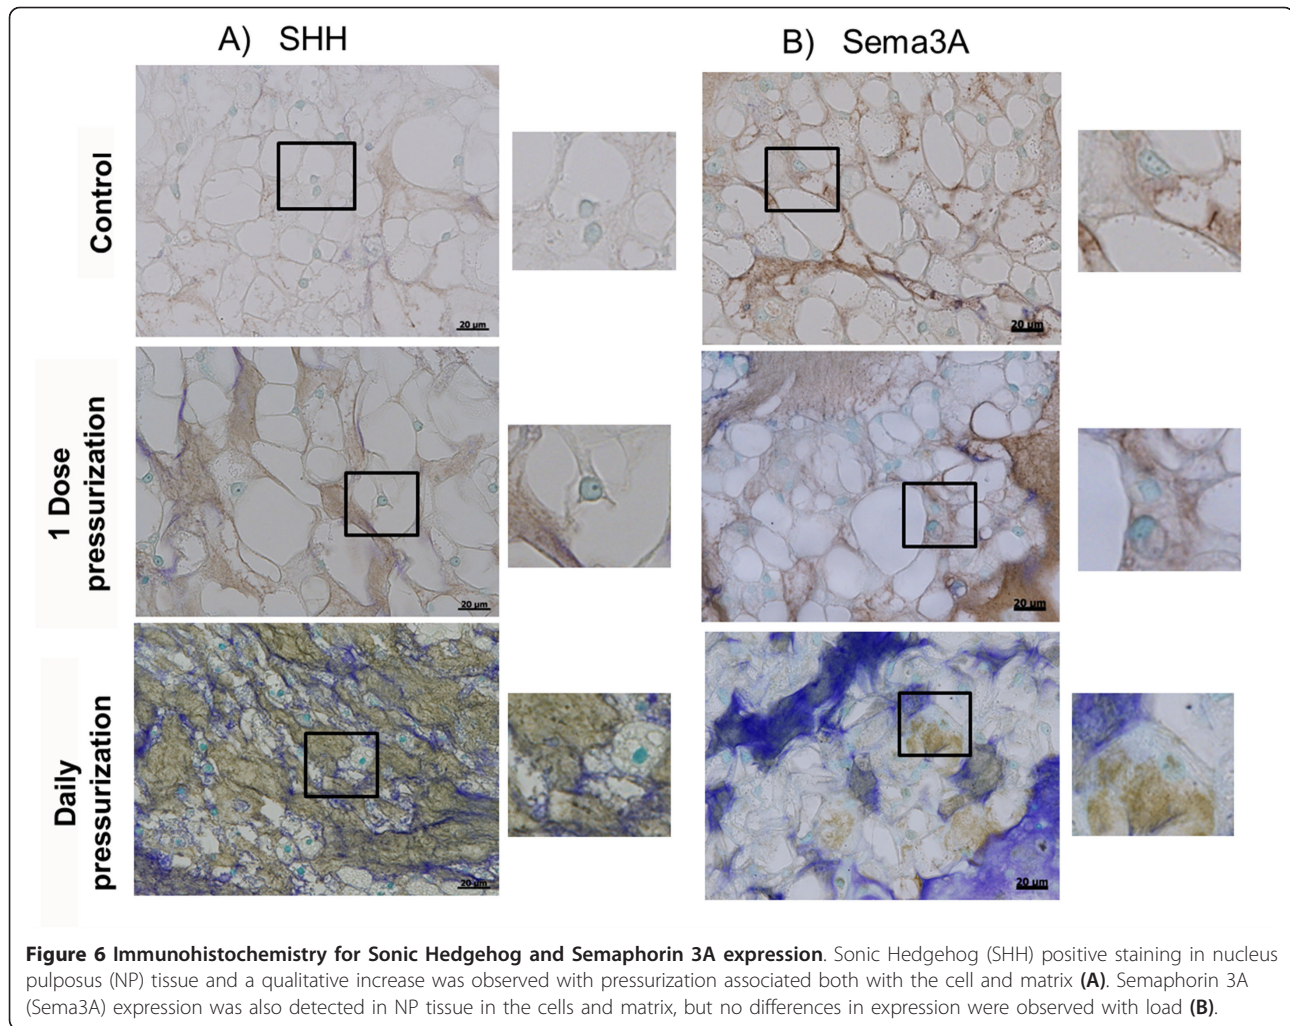 A) SHH
B) Sema3A
Control
20 µm
20 µm
1 Dose
pressurization
20 µm
20 µm
Daily
pressurization
20 µm
20 µm
Figure 6 Immunohistochemistry for Sonic Hedgehog and Semaphorin 3A expression. Sonic Hedgehog (SHH) positive staining in nucleus
pulposus (NP) tissue and a qualitative increase was observed with pressurization associated both with the cell and matrix (A). Semaphorin 3A
(Sema3A) expression was also detected in NP tissue in the cells and matrix, but no differences in expression were observed with load (B).